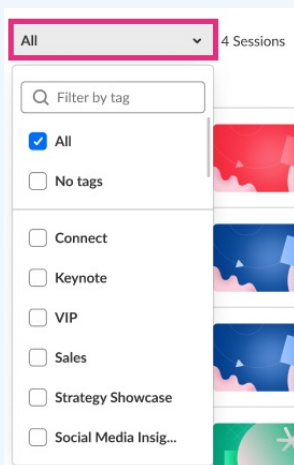 All
4 Sessions
Filter by tag
All
No tags
Connect
Keynote
VIP
Sales
Strategy Showcase
Social Media Insig...